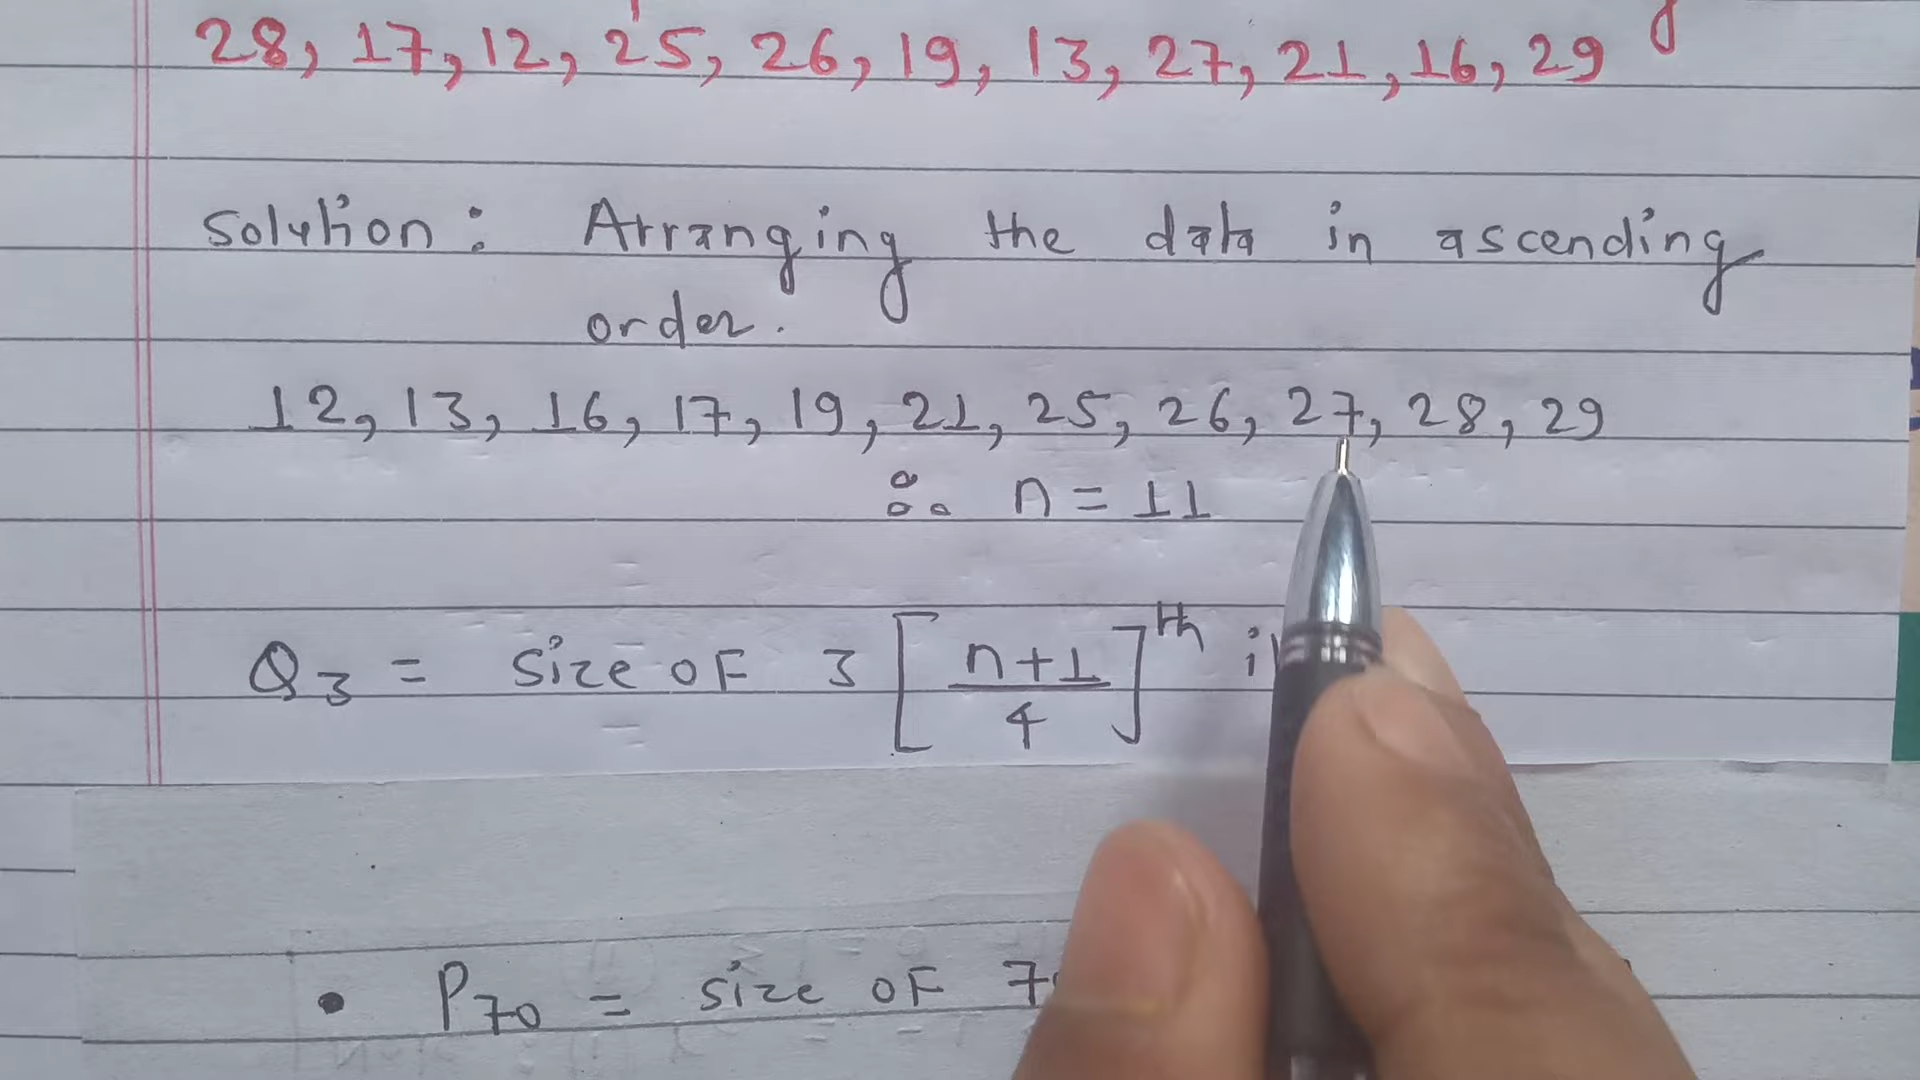 28, 17, 12, 25, 26, 19, 13, 27, 21, 16, 29
Solution: Arranging the data in ascending
order.
12, 13, 16, 17, 19, 21, 25, 26, 27, 28, 29
∴ n = 11
Q3 = size of 3 [n+1/4]th
• P70 = size of